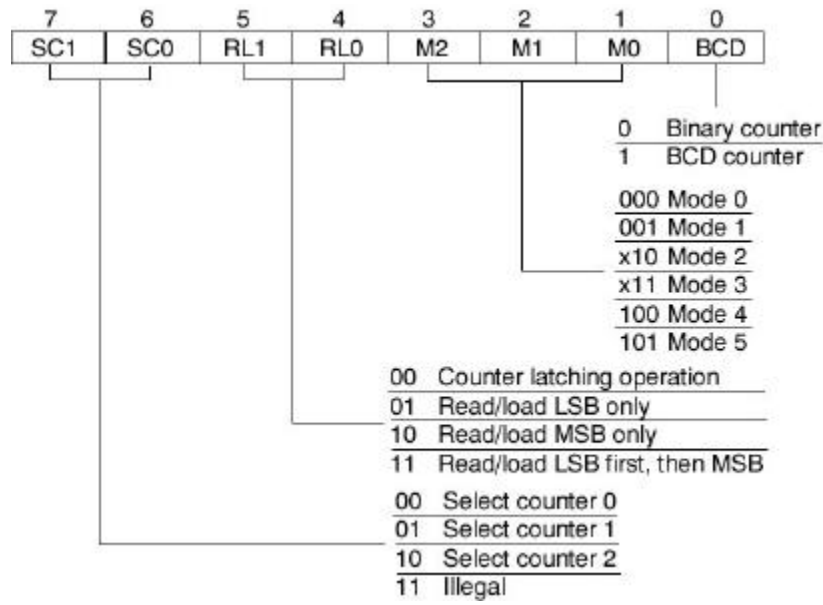 7 6 5 4 3 2 1 0
SC1 SC0 RL1 RL0 M2 M1 M0 BCD
0 Binary counter
1 BCD counter
000 Mode 0
001 Mode 1
x10 Mode 2
x11 Mode 3
100 Mode 4
101 Mode 5
00 Counter latching operation
01 Read/load LSB only
10 Read/load MSB only
11 Read/load LSB first, then MSB
00 Select counter 0
01 Select counter 1
10 Select counter 2
11 Illegal